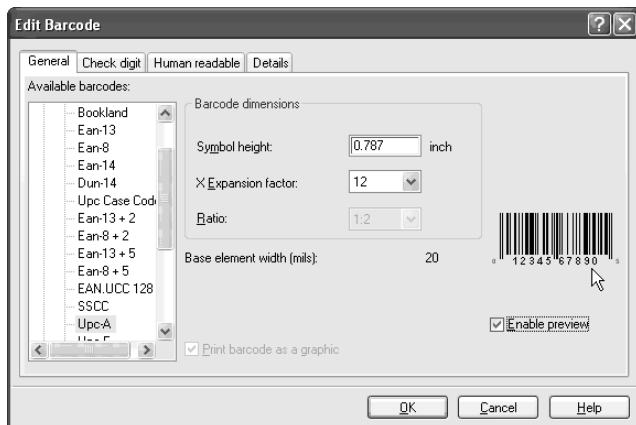 Edit Barcode
General Check digit Human readable Details
Available barcodes:
Bookland
Ean-13
Ean-8
Ean-14
Dun-14
Upc Case Code
Ean-13 + 2
Ean-8 + 2
Ean-13 + 5
Ean-8 + 5
EAN.UCC 128
SSCC
Upc-A
Upc-E
Barcode dimensions
Symbol height: 0.787 inch
X Expansion factor: 12
Ratio: 1:2
Base element width (mils): 20
Print barcode as a graphic
0 12345 67890 5
Enable preview
OK Cancel Help